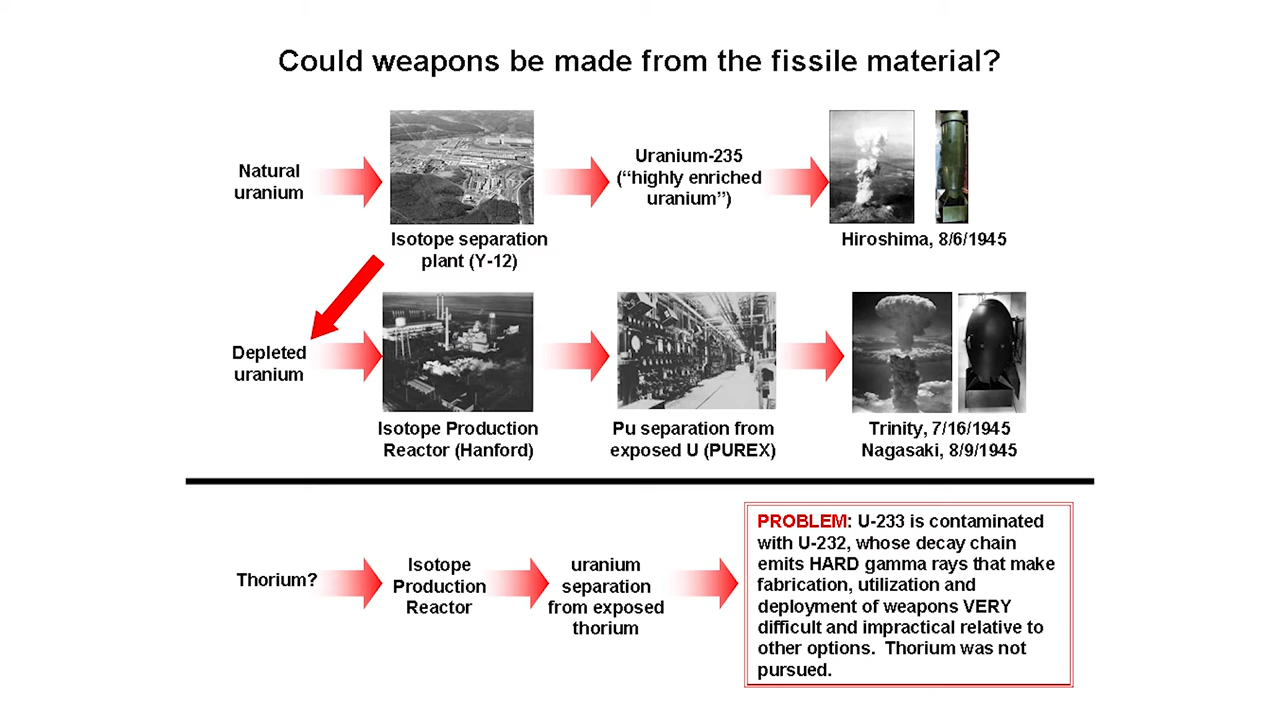 Could weapons be made from the fissile material?
Natural
uranium
Isotope separation
plant (Y-12)
Uranium-235
(“highly enriched
uranium”)
Hiroshima, 8/6/1945
Depleted
uranium
Isotope Production
Reactor (Hanford)
Pu separation from
exposed U (PUREX)
Trinity, 7/16/1945
Nagasaki, 8/9/1945
Thorium?
Isotope
Production
Reactor
uranium
separation
from exposed
thorium
PROBLEM: U-233 is contaminated
with U-232, whose decay chain
emits HARD gamma rays that make
fabrication, utilization and
deployment of weapons VERY
difficult and impractical relative to
other options.  Thorium was not
pursued.